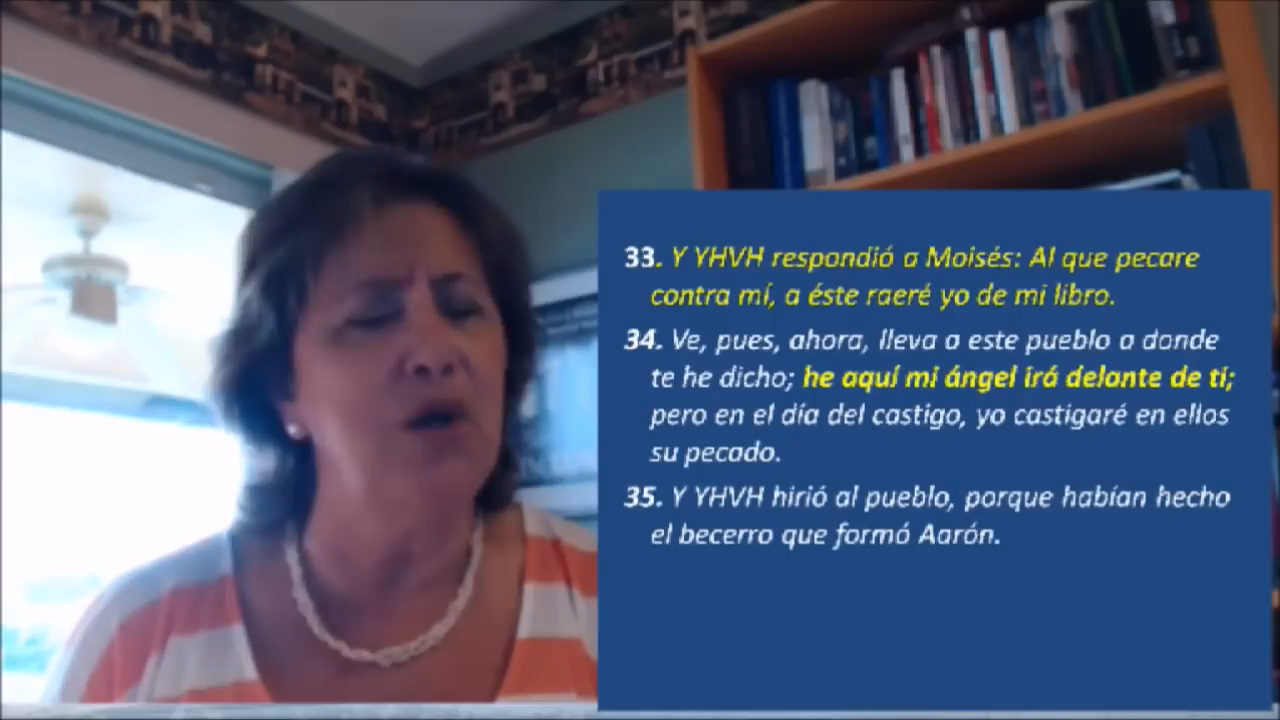 33. Y YHVH respondió a Moisés: Al que pecare
contra mí, a éste raeré yo de mi libro.
34. Ve, pues, ahora, lleva a este pueblo a donde
te he dicho; he aquí mi ángel irá delante de ti;
pero en el día del castigo, yo castigaré en ellos
su pecado.
35. Y YHVH hirió al pueblo, porque habían hecho
el becerro que formó Aarón.